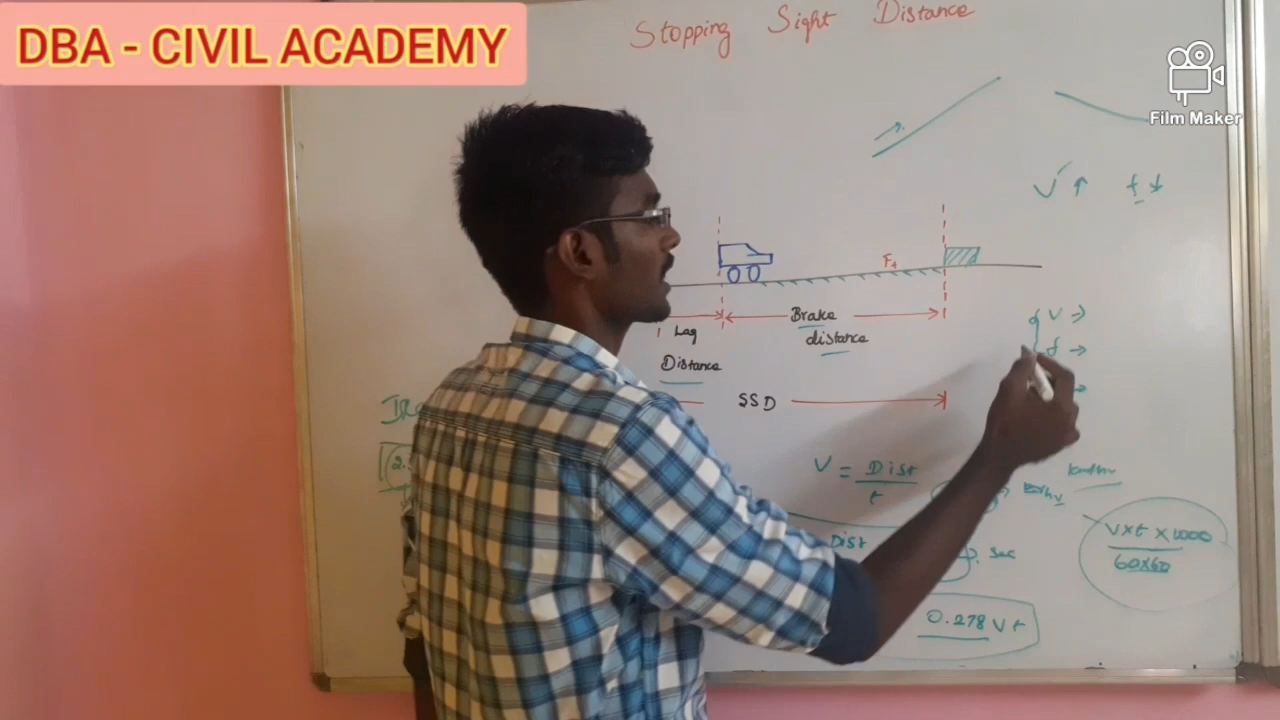 DBA - CIVIL ACADEMY
Film Maker
Stopping Sight Distance
V ↑ f ↓
Brake
distance
Lag
Distance
SSD
V →
f →
V = Dist
t
Dist
sec
V×t×1000
60×60
0.278 Vt